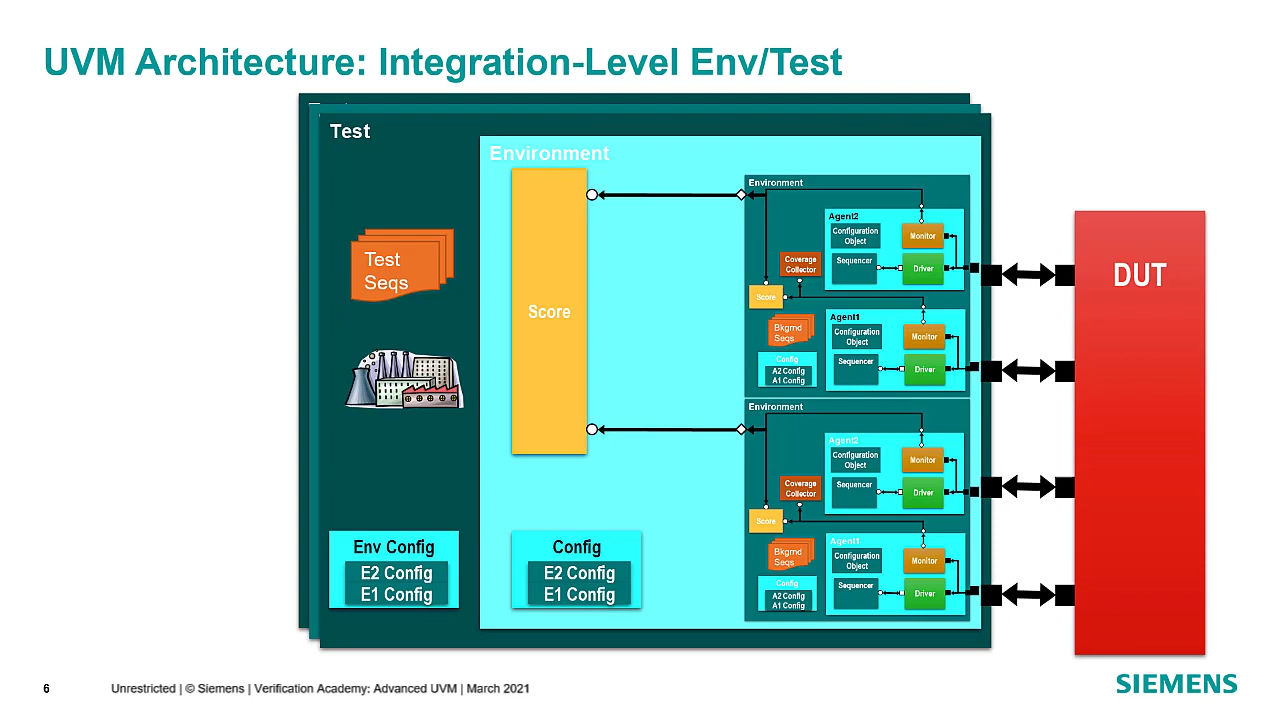 UVM Architecture: Integration-Level Env/Test
Test
Environment
Test
Seqs
Score
Env Config
E2 Config
E1 Config
Config
E2 Config
E1 Config
Environment
Agent2
Configuration
Object
Monitor
Sequencer
Driver
Coverage
Collector
Score
Bkgrnd
Seqs
Config
A2 Config
A1 Config
Agent1
Configuration
Object
Monitor
Sequencer
Driver
Environment
Agent2
Configuration
Object
Monitor
Sequencer
Driver
Coverage
Collector
Score
Bkgrnd
Seqs
Config
A2 Config
A1 Config
Agent1
Configuration
Object
Monitor
Sequencer
Driver
DUT
6
Unrestricted | © Siemens | Verification Academy: Advanced UVM | March 2021
SIEMENS